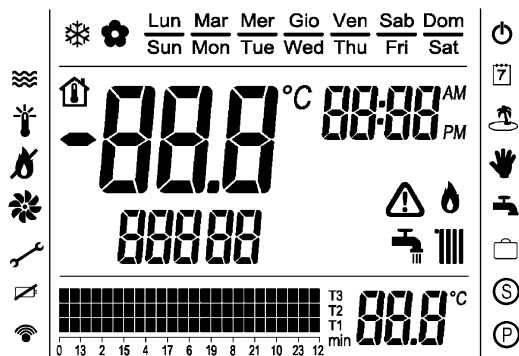 Lun Mar Mer Gio Ven Sab Dom
Sun Mon Tue Wed Thu Fri Sat
7
-88.8 °C 88:88 AM
PM
88888
T3 88.8 °C
T2
T1
min
0 13 2 15 4 17 6 19 8 21 10 23 12
S
P